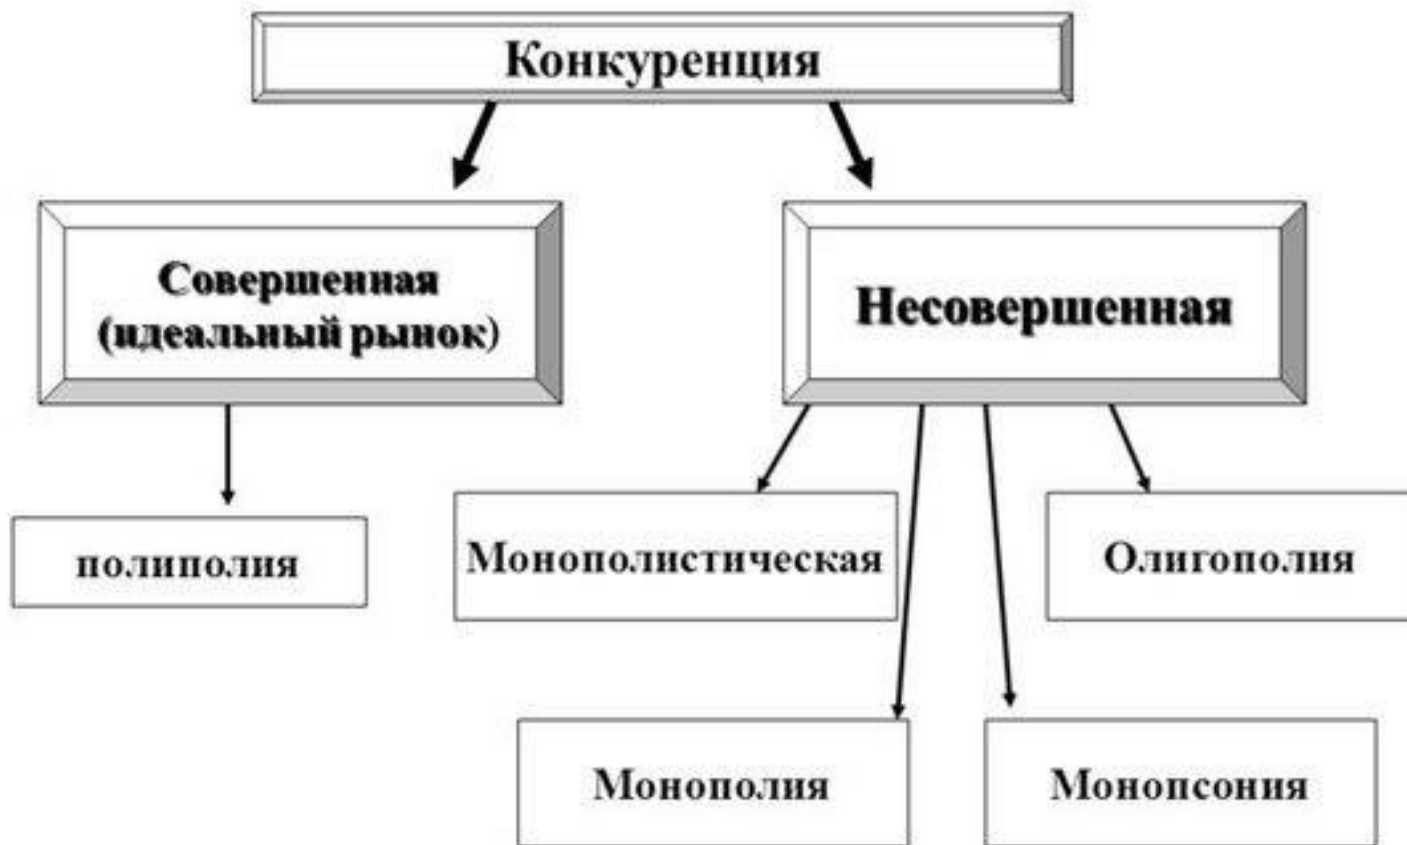 Конкуренция
Совершенная
(идеальный рынок)
Несовершенная
полиполия
Монополистическая
Олигополия
Монополия
Монопсония